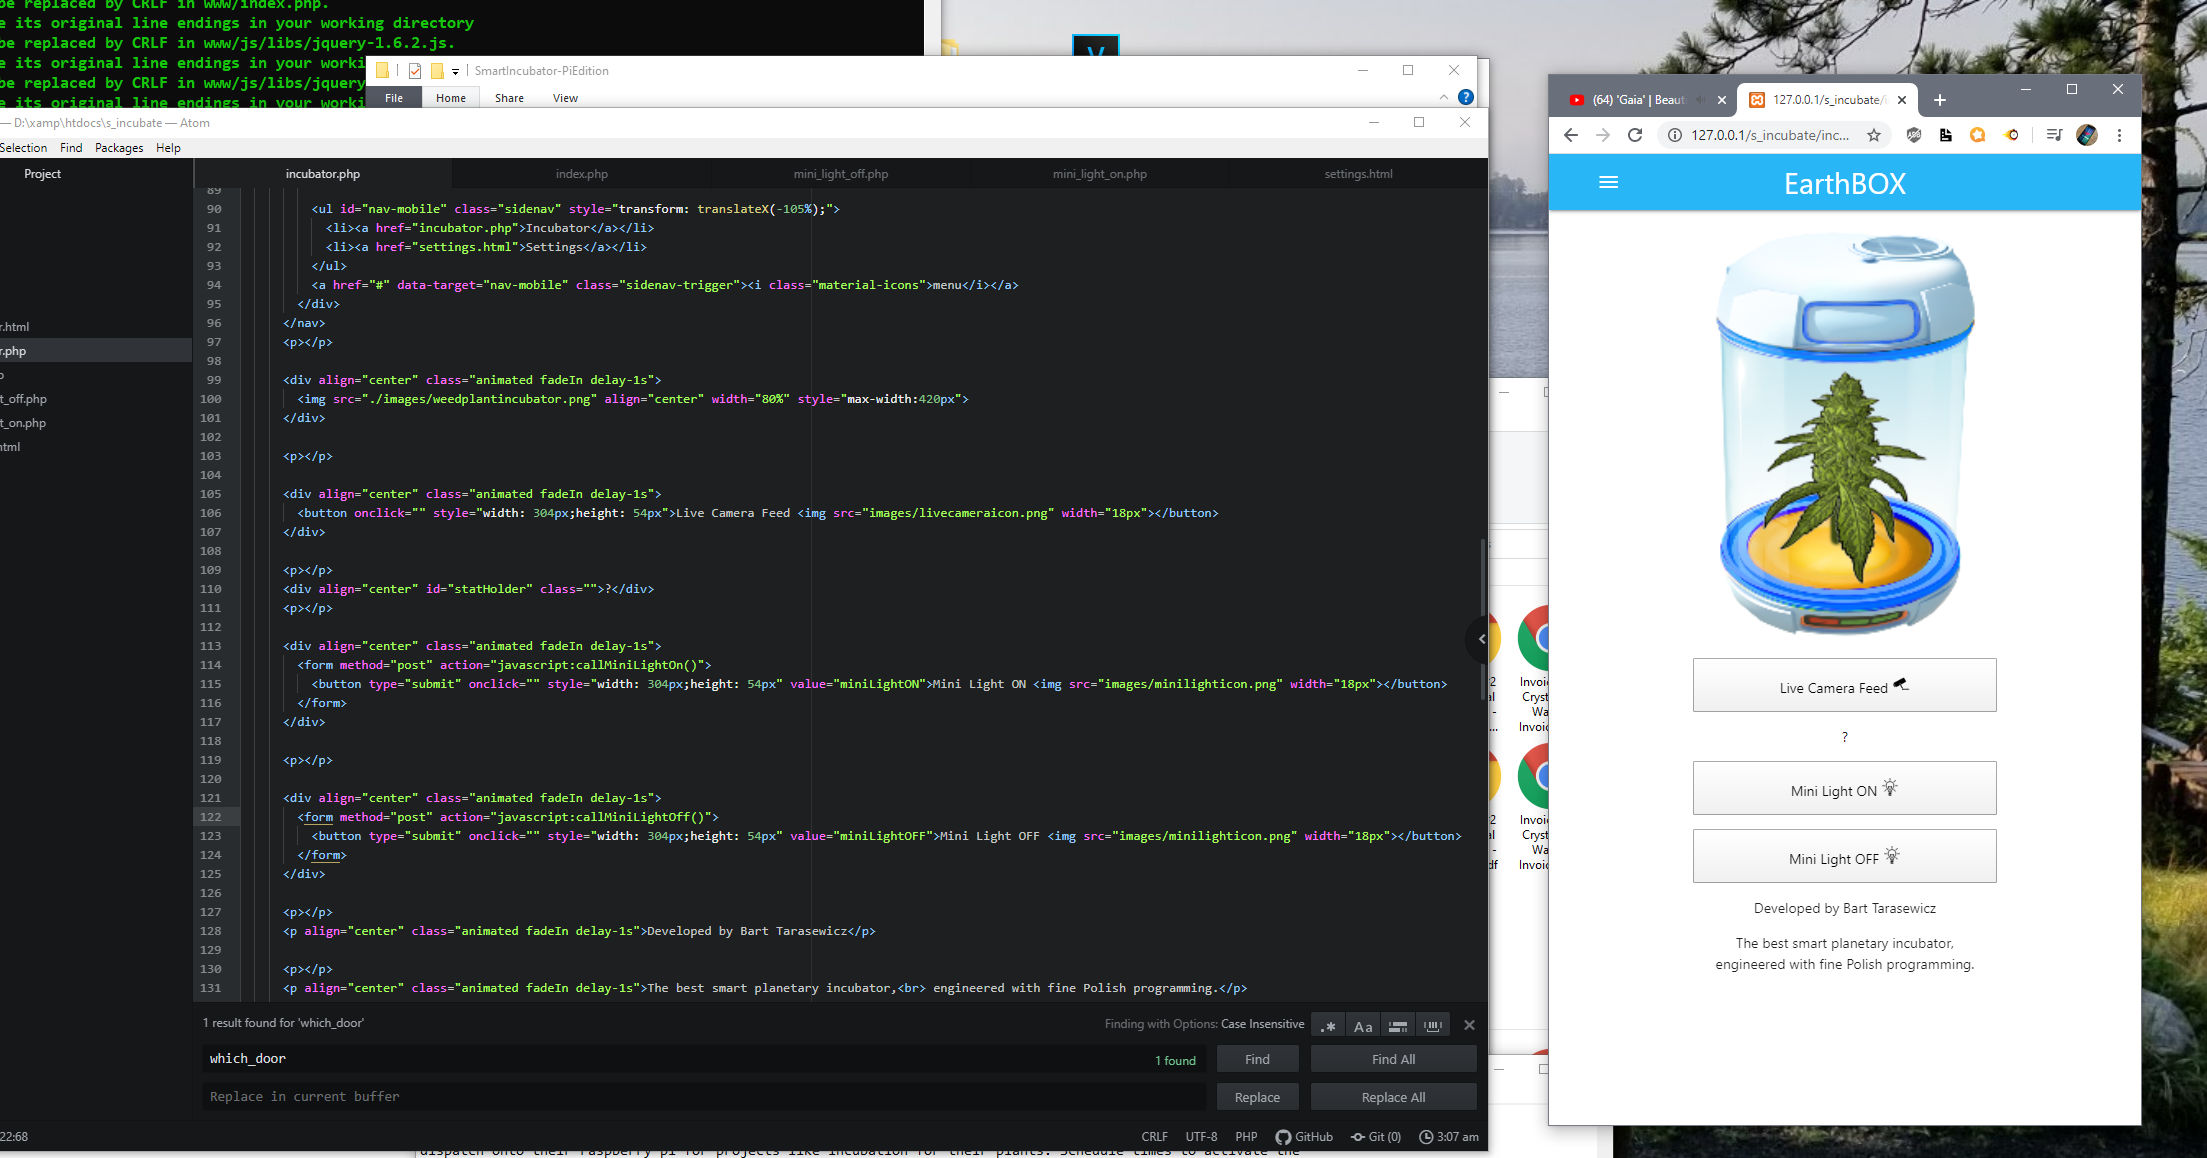 be replaced by CRLF in www/index.php.
e its original line endings in your working directory
be replaced by CRLF in www/js/libs/jquery-1.6.2.js.
e its original line endings in your worki
be replaced by CRLF in www/js/libs/jquery
e its original line endings in your worki
SmartIncubator-PiEdition
File Home Share View
— D:\xamp\htdocs\s_incubate — Atom
Selection Find Packages Help
Project
r.html
r.php
p
t_off.php
t_on.php
html
incubator.php index.php mini_light_off.php mini_light_on.php settings.html
89
90 <ul id="nav-mobile" class="sidenav" style="transform: translateX(-105%);">
91 <li><a href="incubator.php">Incubator</a></li>
92 <li><a href="settings.html">Settings</a></li>
93 </ul>
94 <a href="#" data-target="nav-mobile" class="sidenav-trigger"><i class="material-icons">menu</i></a>
95 </div>
96 </nav>
97 <p></p>
98
99 <div align="center" class="animated fadeIn delay-1s">
100 <img src="./images/weedplantincubator.png" align="center" width="80%" style="max-width:420px">
101 </div>
102
103 <p></p>
104
105 <div align="center" class="animated fadeIn delay-1s">
106 <button onclick="" style="width: 304px;height: 54px">Live Camera Feed <img src="images/livecameraicon.png" width="18px"></button>
107 </div>
108
109 <p></p>
110 <div align="center" id="statHolder" class="">?</div>
111 <p></p>
112
113 <div align="center" class="animated fadeIn delay-1s">
114 <form method="post" action="javascript:callMiniLightOn()">
115 <button type="submit" onclick="" style="width: 304px;height: 54px" value="miniLightON">Mini Light ON <img src="images/minilighticon.png" width="18px"></button>
116 </form>
117 </div>
118
119 <p></p>
120
121 <div align="center" class="animated fadeIn delay-1s">
122 <form method="post" action="javascript:callMiniLightOff()">
123 <button type="submit" onclick="" style="width: 304px;height: 54px" value="miniLightOFF">Mini Light OFF <img src="images/minilighticon.png" width="18px"></button>
124 </form>
125 </div>
126
127 <p></p>
128 <p align="center" class="animated fadeIn delay-1s">Developed by Bart Tarasewicz</p>
129
130 <p></p>
131 <p align="center" class="animated fadeIn delay-1s">The best smart planetary incubator,<br> engineered with fine Polish programming.</p>
1 result found for 'which_door'
Finding with Options: Case Insensitive
.* Aa
which_door
1 found
Find Find All
Replace in current buffer
Replace Replace All
22:68
CRLF UTF-8 PHP GitHub Git (0) 3:07 am
dispatch onto their raspberry pi for projects like incubation for their plants. Schedule times to activate the
Invoi
Cryst
Wa
Invoic
Invoi
Cryst
Wa
Invoic
df
(64) 'Gaia' | Beaut
127.0.0.1/s_incubate/i
127.0.0.1/s_incubate/inc...
EarthBOX
Live Camera Feed
?
Mini Light ON
Mini Light OFF
Developed by Bart Tarasewicz
The best smart planetary incubator,
engineered with fine Polish programming.